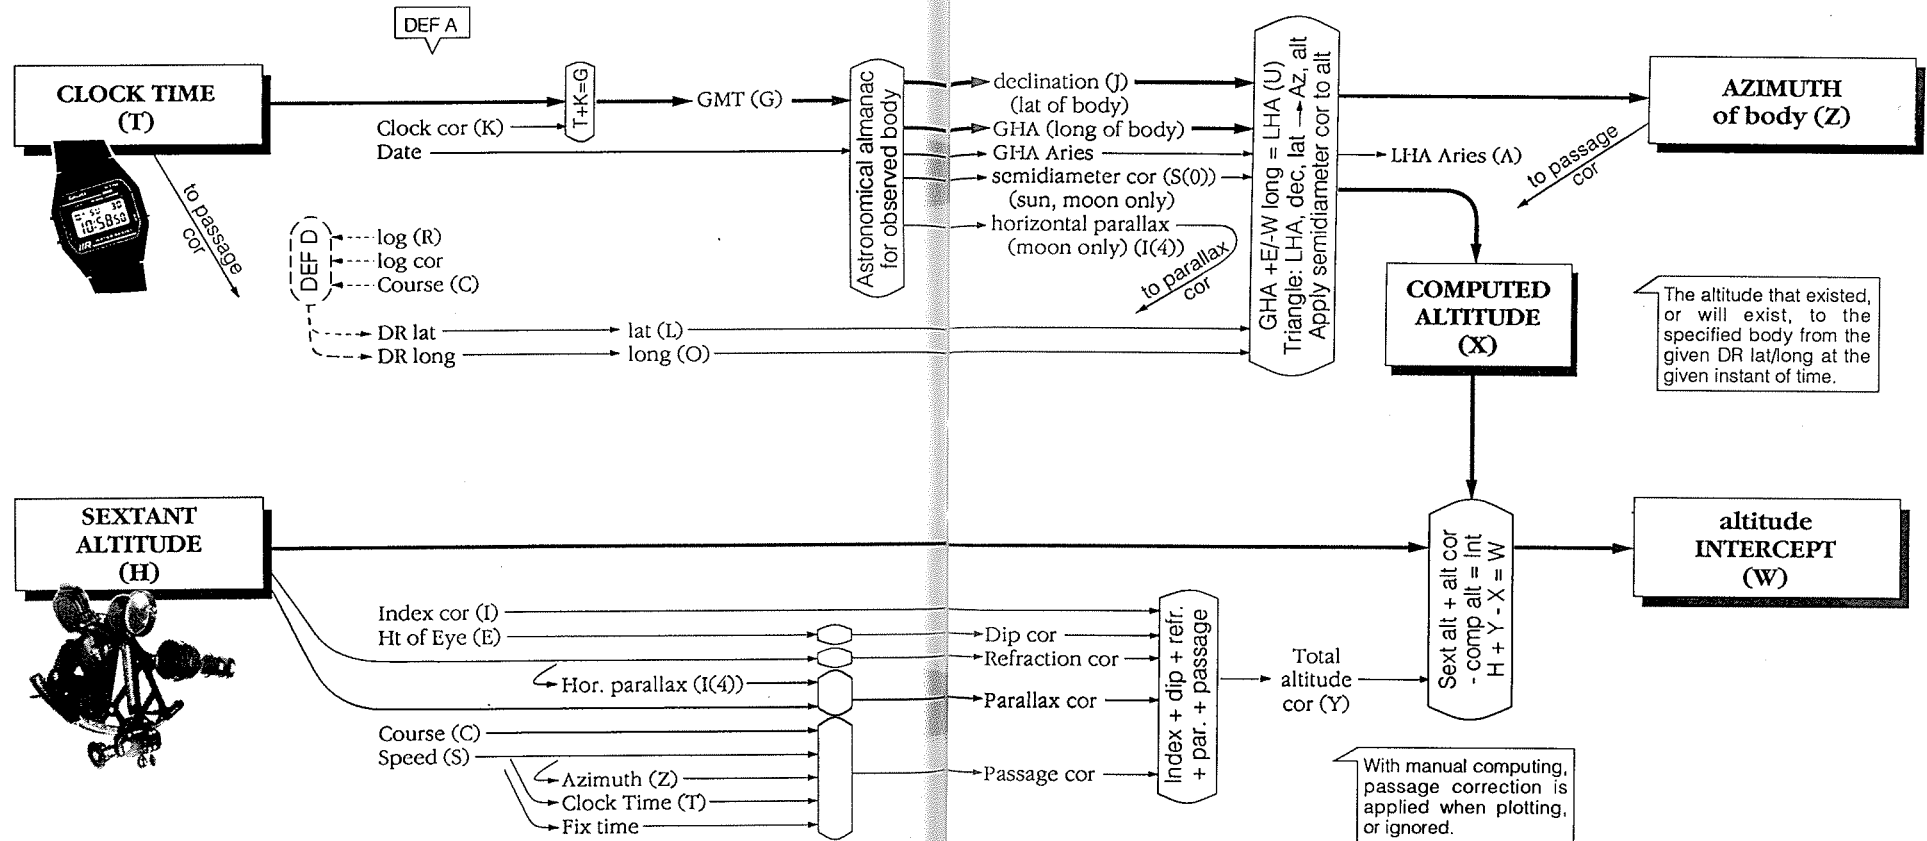 DEF A
CLOCK TIME
(T)
T+K=G
GMT (G)
Clock cor (K)
Date
to passage
cor
10:58 50
DEF D
log (R)
log cor
Course (C)
DR lat
DR long
lat (L)
long (O)
Astronomical almanac
for observed body
declination (J)
(lat of body)
GHA (long of body)
GHA Aries
semidiameter cor (S(0))
(sun, moon only)
horizontal parallax
(moon only) (I(4))
to parallax
cor
GHA +E/-W long = LHA (U)
Triangle: LHA, dec, lat → Az, alt
Apply semidiameter cor to alt
LHA Aries (A)
AZIMUTH
of body (Z)
to passage
cor
COMPUTED
ALTITUDE
(X)
The altitude that existed,
or will exist, to the
specified body from the
given DR lat/long at the
given instant of time.
SEXTANT
ALTITUDE
(H)
Index cor (I)
Ht of Eye (E)
Hor. parallax (I(4))
Course (C)
Speed (S)
Azimuth (Z)
Clock Time (T)
Fix time
Dip cor
Refraction cor
Parallax cor
Passage cor
Index + dip + refr.
+ par. + passage
Total
altitude
cor (Y)
Sext alt + alt cor
- comp alt = Int
H + Y - X = W
altitude
INTERCEPT
(W)
With manual computing,
passage correction is
applied when plotting,
or ignored.